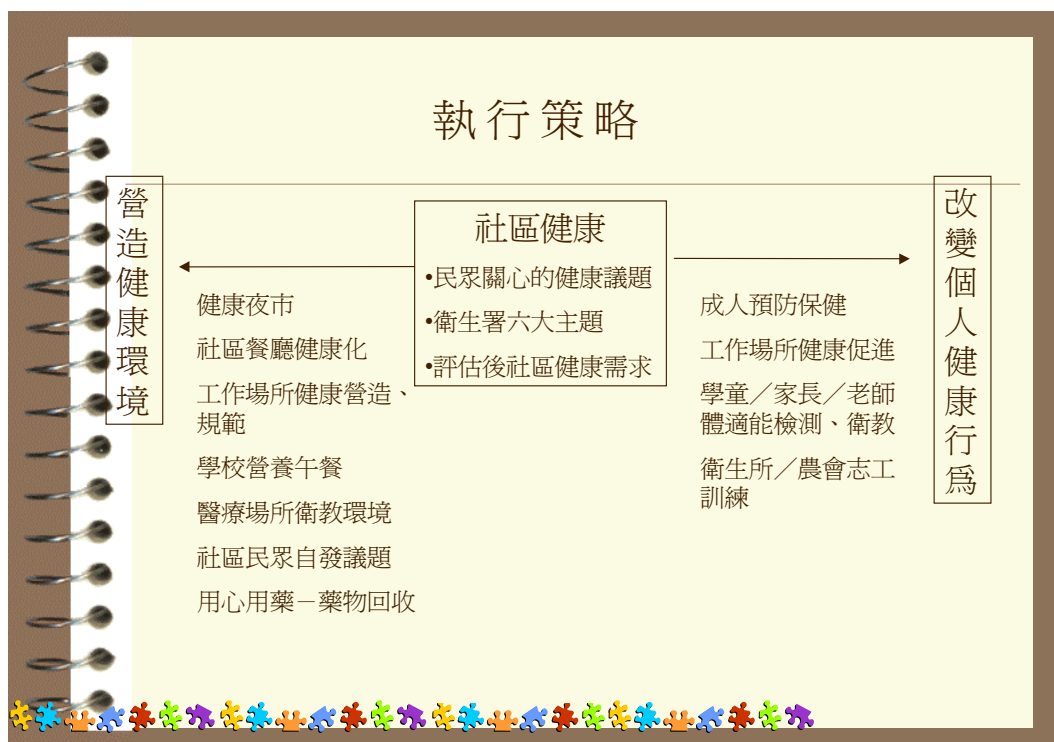 執行策略
營造健康環境
社區健康
•民眾關心的健康議題
•衛生署六大主題
•評估後社區健康需求
改變個人健康行為
健康夜市
社區餐廳健康化
工作場所健康營造、
規範
學校營養午餐
醫療場所衛教環境
社區民眾自發議題
用心用藥－藥物回收
成人預防保健
工作場所健康促進
學童／家長／老師
體適能檢測、衛教
衛生所／農會志工
訓練